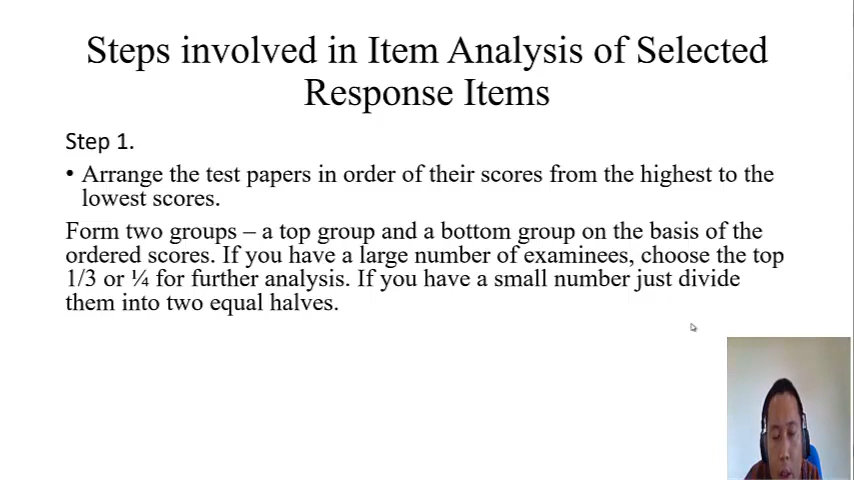 Steps involved in Item Analysis of Selected
Response Items
Step 1.
• Arrange the test papers in order of their scores from the highest to the
lowest scores.
Form two groups – a top group and a bottom group on the basis of the
ordered scores. If you have a large number of examinees, choose the top
1/3 or ¼ for further analysis. If you have a small number just divide
them into two equal halves.